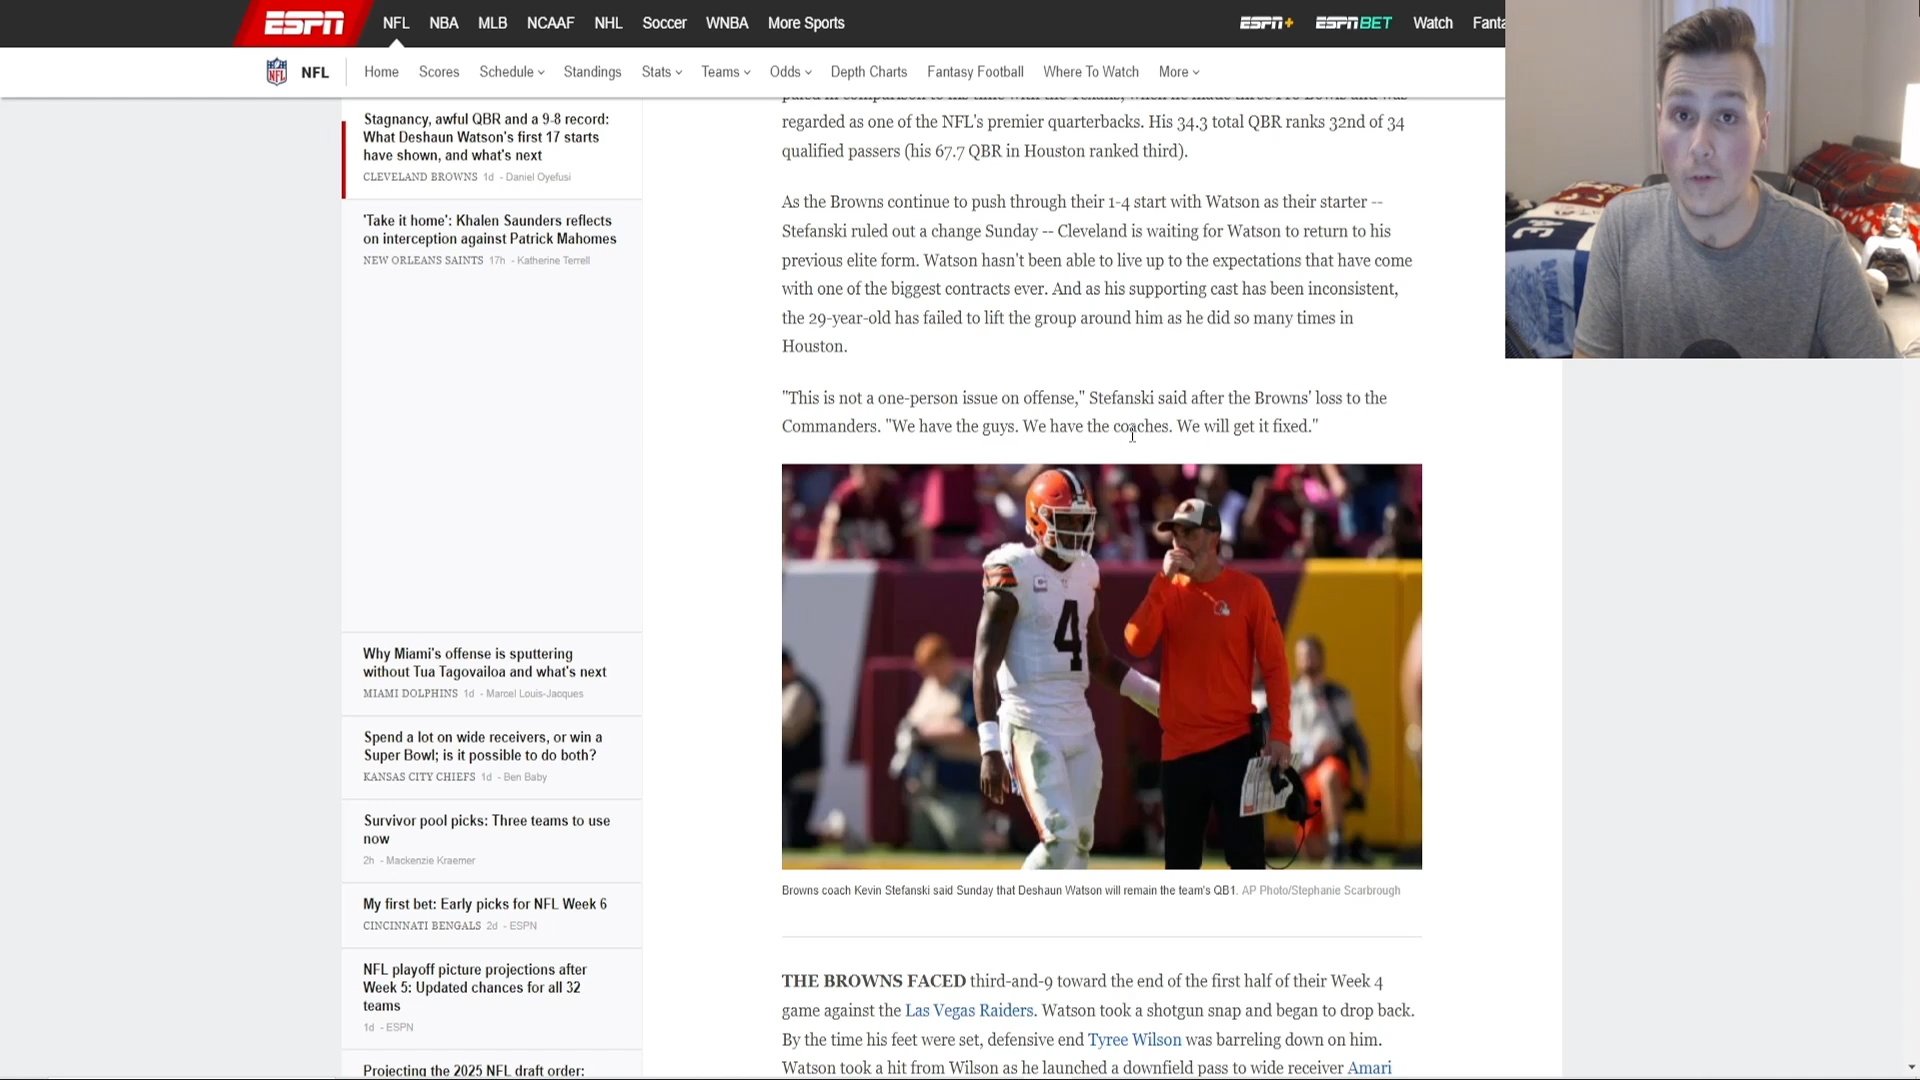 ESPN
NFL
NBA
MLB
NCAAF
NHL
Soccer
WNBA
More Sports
ESPN+
ESPN BET
Watch
Fanta
NFL
NFL
Home
Scores
Schedule
Standings
Stats
Teams
Odds
Depth Charts
Fantasy Football
Where To Watch
More
Stagnancy, awful QBR and a 9-8 record:
What Deshaun Watson's first 17 starts
have shown, and what's next
CLEVELAND BROWNS 1d - Daniel Oyefusi
'Take it home': Khalen Saunders reflects
on interception against Patrick Mahomes
NEW ORLEANS SAINTS 17h - Katherine Terrell
Why Miami's offense is sputtering
without Tua Tagovailoa and what's next
MIAMI DOLPHINS 1d - Marcel Louis-Jacques
Spend a lot on wide receivers, or win a
Super Bowl; is it possible to do both?
KANSAS CITY CHIEFS 1d - Ben Baby
Survivor pool picks: Three teams to use
now
2h - Mackenzie Kraemer
My first bet: Early picks for NFL Week 6
CINCINNATI BENGALS 2d - ESPN
NFL playoff picture projections after
Week 5: Updated chances for all 32
teams
1d - ESPN
Projecting the 2025 NFL draft order:
regarded as one of the NFL's premier quarterbacks. His 34.3 total QBR ranks 32nd of 34
qualified passers (his 67.7 QBR in Houston ranked third).
As the Browns continue to push through their 1-4 start with Watson as their starter --
Stefanski ruled out a change Sunday -- Cleveland is waiting for Watson to return to his
previous elite form. Watson hasn't been able to live up to the expectations that have come
with one of the biggest contracts ever. And as his supporting cast has been inconsistent,
the 29-year-old has failed to lift the group around him as he did so many times in
Houston.
"This is not a one-person issue on offense," Stefanski said after the Browns' loss to the
Commanders. "We have the guys. We have the coaches. We will get it fixed."
4
Browns coach Kevin Stefanski said Sunday that Deshaun Watson will remain the team's QB1. AP Photo/Stephanie Scarbrough
THE BROWNS FACED third-and-9 toward the end of the first half of their Week 4
game against the Las Vegas Raiders. Watson took a shotgun snap and began to drop back.
By the time his feet were set, defensive end Tyree Wilson was barreling down on him.
Watson took a hit from Wilson as he launched a downfield pass to wide receiver Amari